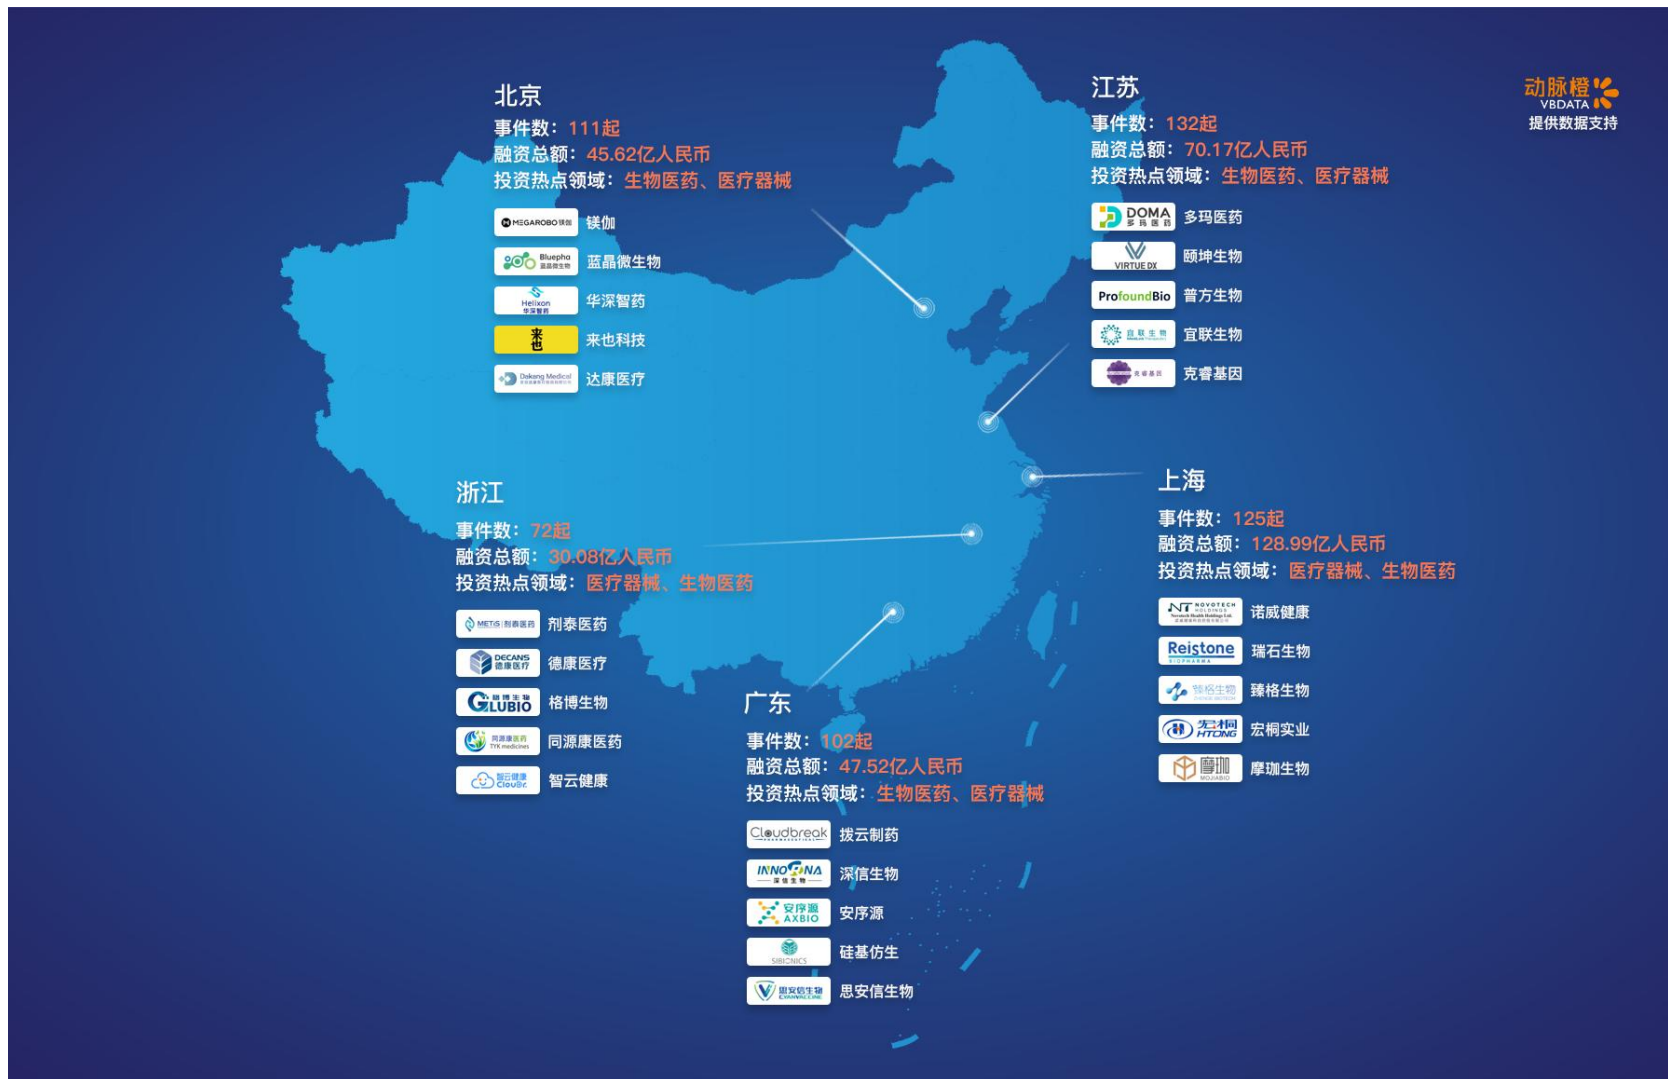 北京
事件数：111起
融资总额：45.62亿人民币
投资热点领域：生物医药、医疗器械
MEGAROBO镁伽 镁伽
Bluepha 蓝晶微生物 蓝晶微生物
Helixon 华深智药 华深智药
来也 来也科技
Dakang Medical 达康医疗
江苏
事件数：132起
融资总额：70.17亿人民币
投资热点领域：生物医药、医疗器械
DOMA 多玛医药 多玛医药
VIRTUE DX 颐坤生物
ProfoundBio 普方生物
宜联生物 宜联生物
克睿基因 克睿基因
动脉橙
VBDATA
提供数据支持
浙江
事件数：72起
融资总额：30.08亿人民币
投资热点领域：医疗器械、生物医药
METiS 剂泰医药 剂泰医药
DECANS 德康医疗 德康医疗
格博生物 GLUBIO 格博生物
同源康医药 TYK medicines 同源康医药
智云健康 ClouDr. 智云健康
上海
事件数：125起
融资总额：128.99亿人民币
投资热点领域：医疗器械、生物医药
NT NOVOTECH HOLDINGS Novotech Health Holdings Ltd. 诺威健康
Reistone BIOPHARMA 瑞石生物
臻格生物 臻格生物
宏桐 HTONG 宏桐实业
摩珈 MOJIABIO 摩珈生物
广东
事件数：102起
融资总额：47.52亿人民币
投资热点领域：生物医药、医疗器械
Cloudbreak PHARMACEUTICAL 拨云制药
INNORNA 深信生物 深信生物
安序源 AXBIO 安序源
SIBIONICS 硅基仿生
思安信生物 CYANVACCINE 思安信生物